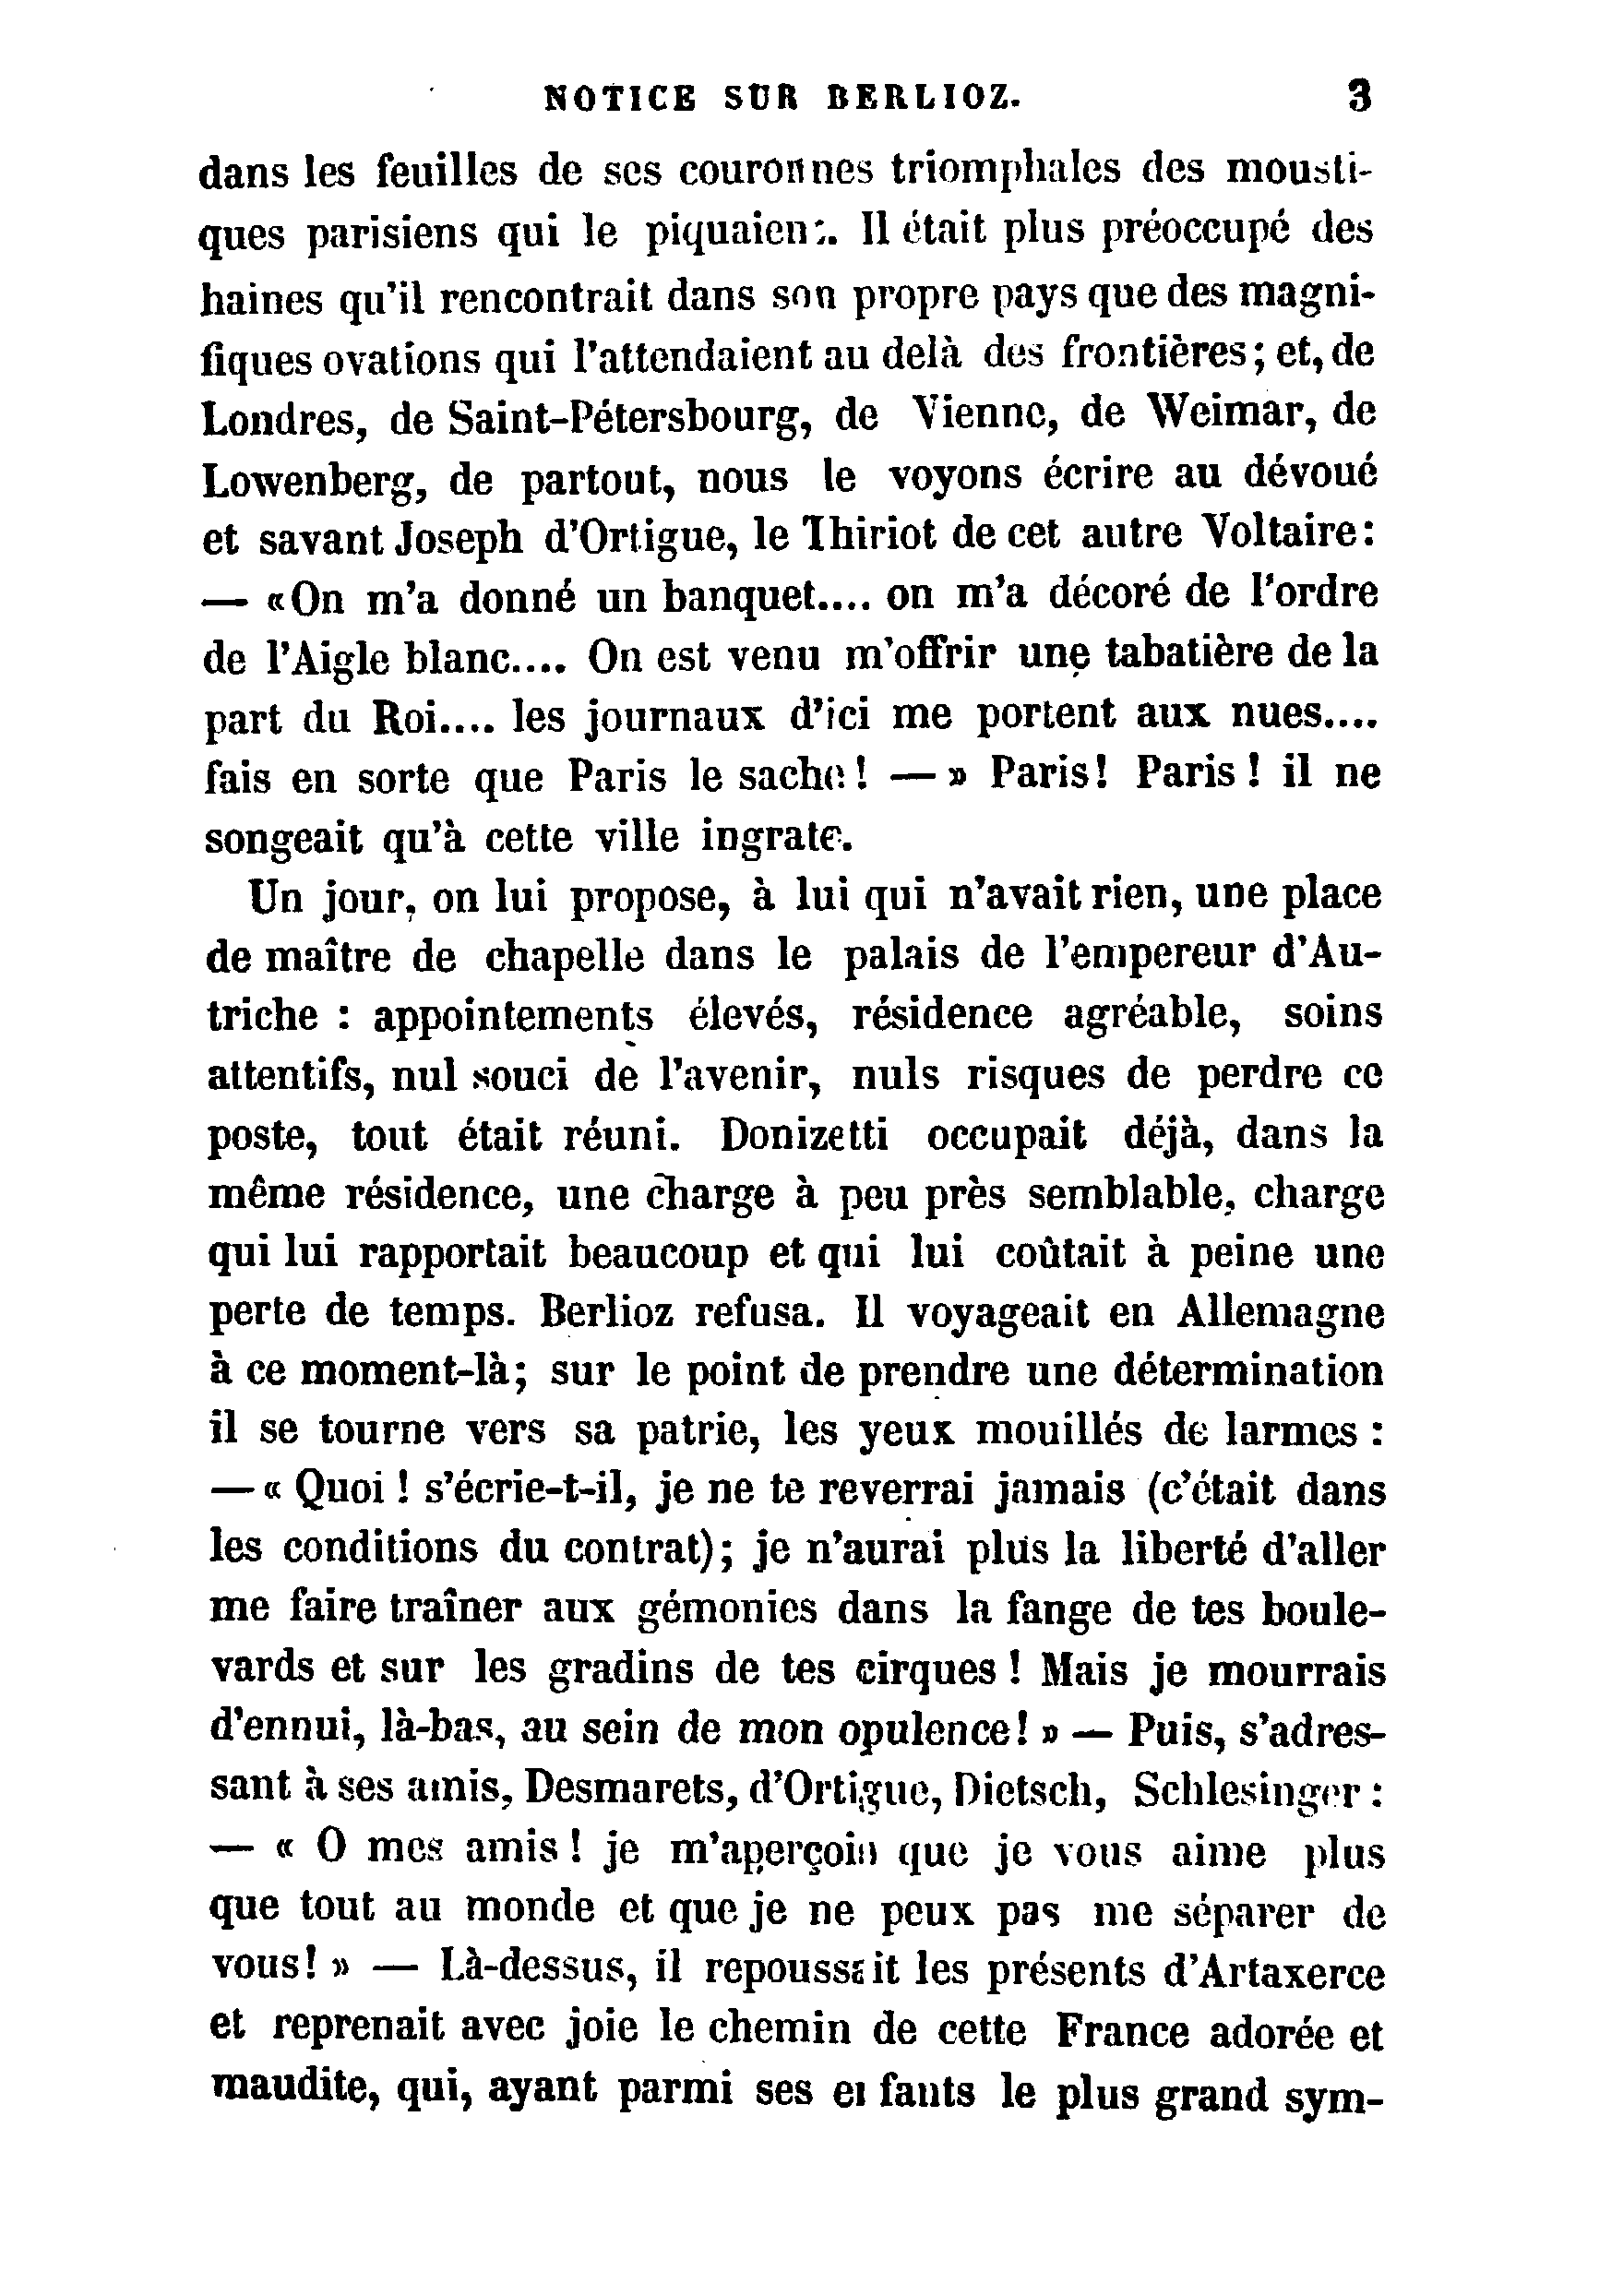 NOTICE SUR BERLIOZ. 3
dans les feuilles de ses couronnes triomphales des mousti-
ques parisiens qui le piquaient. Il était plus préoccupé des
haines qu'il rencontrait dans son propre pays que des magni-
fiques ovations qui l'attendaient au delà des frontières; et, de
Londres, de Saint-Pétersbourg, de Vienne, de Weimar, de
Lowenberg, de partout, nous le voyons écrire au dévoué
et savant Joseph d'Ortigue, le Thiriot de cet autre Voltaire:
— «On m'a donné un banquet.... on m'a décoré de l'ordre
de l'Aigle blanc.... On est venu m'offrir une tabatière de la
part du Roi.... les journaux d'ici me portent aux nues....
fais en sorte que Paris le sache! —» Paris! Paris! il ne
songeait qu'à cette ville ingrate.
Un jour, on lui propose, à lui qui n'avait rien, une place
de maître de chapelle dans le palais de l'empereur d'Au-
triche : appointements élevés, résidence agréable, soins
attentifs, nul souci de l'avenir, nuls risques de perdre ce
poste, tout était réuni. Donizetti occupait déjà, dans la
même résidence, une charge à peu près semblable, charge
qui lui rapportait beaucoup et qui lui coûtait à peine une
perte de temps. Berlioz refusa. Il voyageait en Allemagne
à ce moment-là; sur le point de prendre une détermination
il se tourne vers sa patrie, les yeux mouillés de larmes :
— « Quoi ! s'écrie-t-il, je ne te reverrai jamais (c'était dans
les conditions du contrat); je n'aurai plus la liberté d'aller
me faire traîner aux gémonies dans la fange de tes boule-
vards et sur les gradins de tes cirques ! Mais je mourrais
d'ennui, là-bas, au sein de mon opulence! » — Puis, s'adres-
sant à ses amis, Desmarets, d'Ortigue, Dietsch, Schlesinger :
— « O mes amis ! je m'aperçois que je vous aime plus
que tout au monde et que je ne peux pas me séparer de
vous! » — Là-dessus, il repoussait les présents d'Artaxerce
et reprenait avec joie le chemin de cette France adorée et
maudite, qui, ayant parmi ses enfants le plus grand sym-